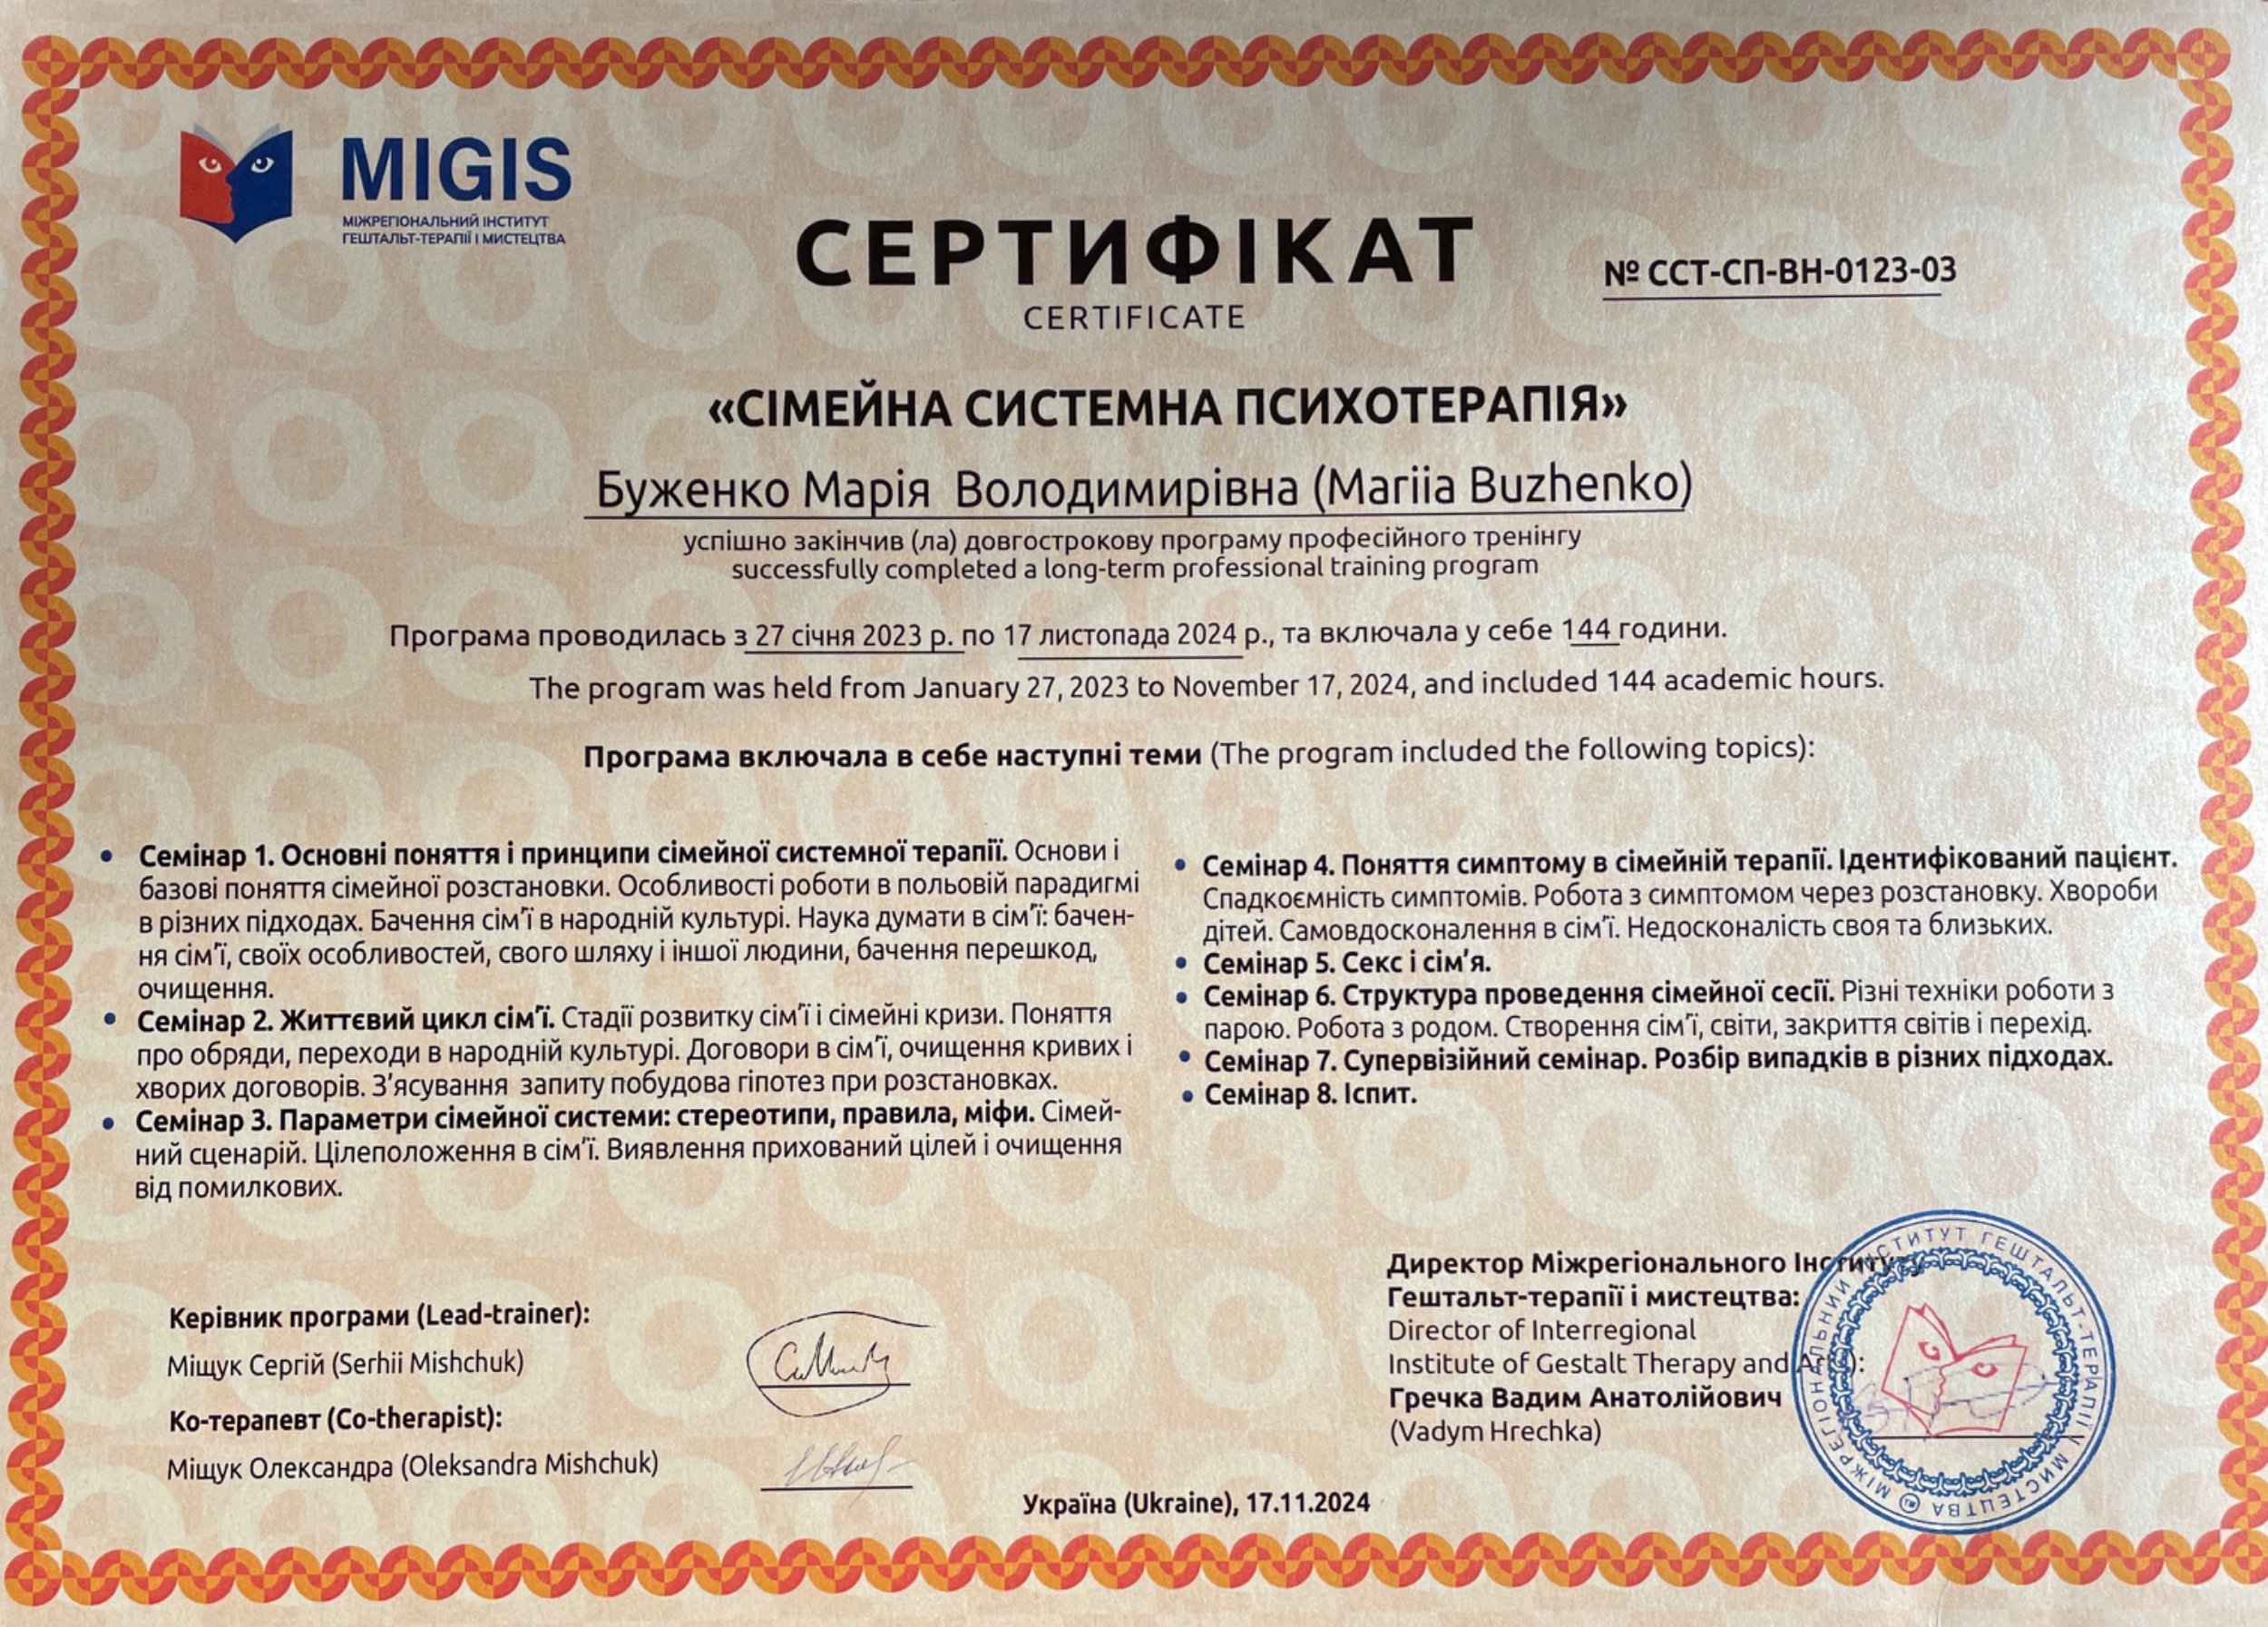 MIGIS
МІЖРЕГІОНАЛЬНИЙ ІНСТИТУТ
ГЕШТАЛЬТ-ТЕРАПІЇ І МИСТЕЦТВА
СЕРТИФІКАТ
CERTIFICATE
№ ССТ-СП-ВН-0123-03
«СІМЕЙНА СИСТЕМНА ПСИХОТЕРАПІЯ»
Буженко Марія Володимирівна (Mariia Buzhenko)
успішно закінчив (ла) довгострокову програму професійного тренінгу
successfully completed a long-term professional training program
Програма проводилась з 27 січня 2023 р. по 17 листопада 2024 р., та включала у себе 144 години.
The program was held from January 27, 2023 to November 17, 2024, and included 144 academic hours.
Програма включала в себе наступні теми (The program included the following topics):
• Семінар 1. Основні поняття і принципи сімейної системної терапії. Основи і
базові поняття сімейної розстановки. Особливості роботи в польовій парадигмі
в різних підходах. Бачення сім'ї в народній культурі. Наука думати в сім'ї: бачен-
ня сім'ї, своїх особливостей, свого шляху і іншої людини, бачення перешкод,
очищення.
• Семінар 2. Життєвий цикл сім'ї. Стадії розвитку сім'ї і сімейні кризи. Поняття
про обряди, переходи в народній культурі. Договори в сім'ї, очищення кривих і
хворих договорів. З'ясування запиту побудова гіпотез при розстановках.
• Семінар 3. Параметри сімейної системи: стереотипи, правила, міфи. Сімей-
ний сценарій. Цілеположення в сім'ї. Виявлення прихований цілей і очищення
від помилкових.
• Семінар 4. Поняття симптому в сімейній терапії. Ідентифікований пацієнт.
Спадкоємність симптомів. Робота з симптомом через розстановку. Хвороби
дітей. Самовдосконалення в сім'ї. Недосконалість своя та близьких.
• Семінар 5. Секс і сім'я.
• Семінар 6. Структура проведення сімейної сесії. Різні техніки роботи з
парою. Робота з родом. Створення сім'ї, світи, закриття світів і перехід.
• Семінар 7. Супервізійний семінар. Розбір випадків в різних підходах.
• Семінар 8. Іспит.
Керівник програми (Lead-trainer):
Міщук Сергій (Serhii Mishchuk)
Ко-терапевт (Co-therapist):
Міщук Олександра (Oleksandra Mishchuk)
Директор Міжрегіонального Інституту
Гештальт-терапії і мистецтва:
Director of Interregional
Institute of Gestalt Therapy and
Гречка Вадим Анатолійович
(Vadym Hrechka)
МІЖРЕГІОНАЛЬНИЙ ІНСТИТУТ ГЕШТАЛЬТ-ТЕРАПІЇ І МИСТЕЦТВА
Україна (Ukraine), 17.11.2024